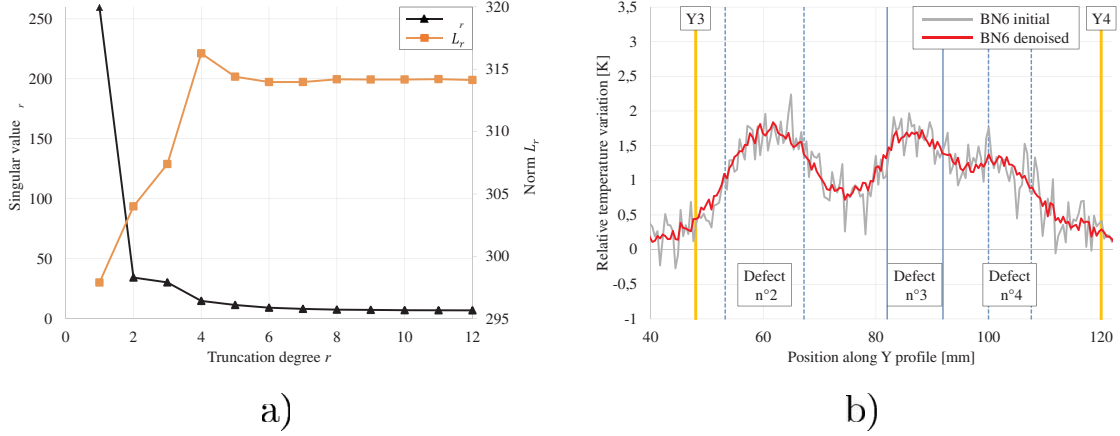 250
200
150
100
50
0
Singular value r
0
2
4
6
8
10
12
Truncation degree r
320
315
310
305
300
295
Norm Lr
r
Lr
a)
3,5
3
2,5
2
1,5
1
0,5
0
-0,5
-1
Relative temperature variation [K]
40
60
80
100
120
Position along Y profile [mm]
Y3
Y4
BN6 initial
BN6 denoised
Defect
n°2
Defect
n°3
Defect
n°4
b)